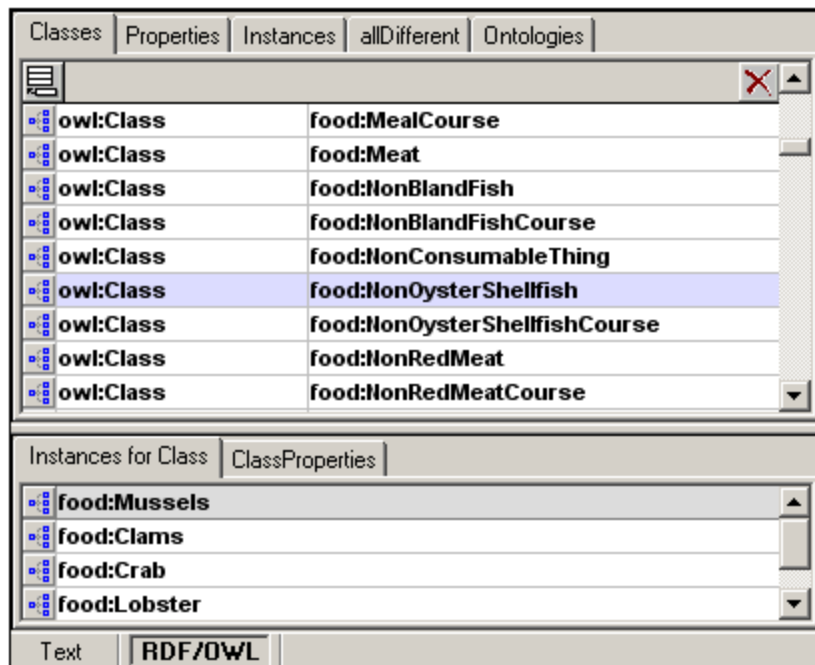 Classes Properties Instances allDifferent Ontologies
owl:Class food:MealCourse
owl:Class food:Meat
owl:Class food:NonBlandFish
owl:Class food:NonBlandFishCourse
owl:Class food:NonConsumableThing
owl:Class food:NonOysterShellfish
owl:Class food:NonOysterShellfishCourse
owl:Class food:NonRedMeat
owl:Class food:NonRedMeatCourse
Instances for Class ClassProperties
food:Mussels
food:Clams
food:Crab
food:Lobster
Text RDF/OWL